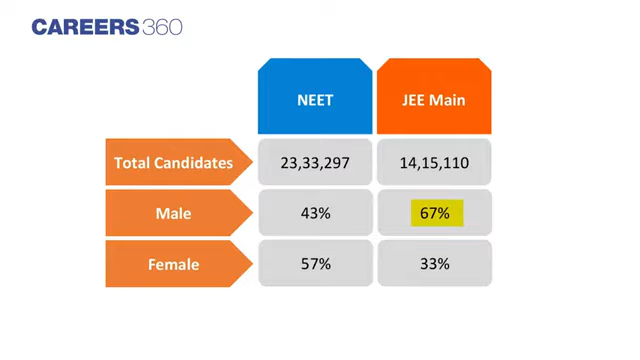 CAREERS360
NEET JEE Main
Total Candidates 23,33,297 14,15,110
Male 43% 67%
Female 57% 33%